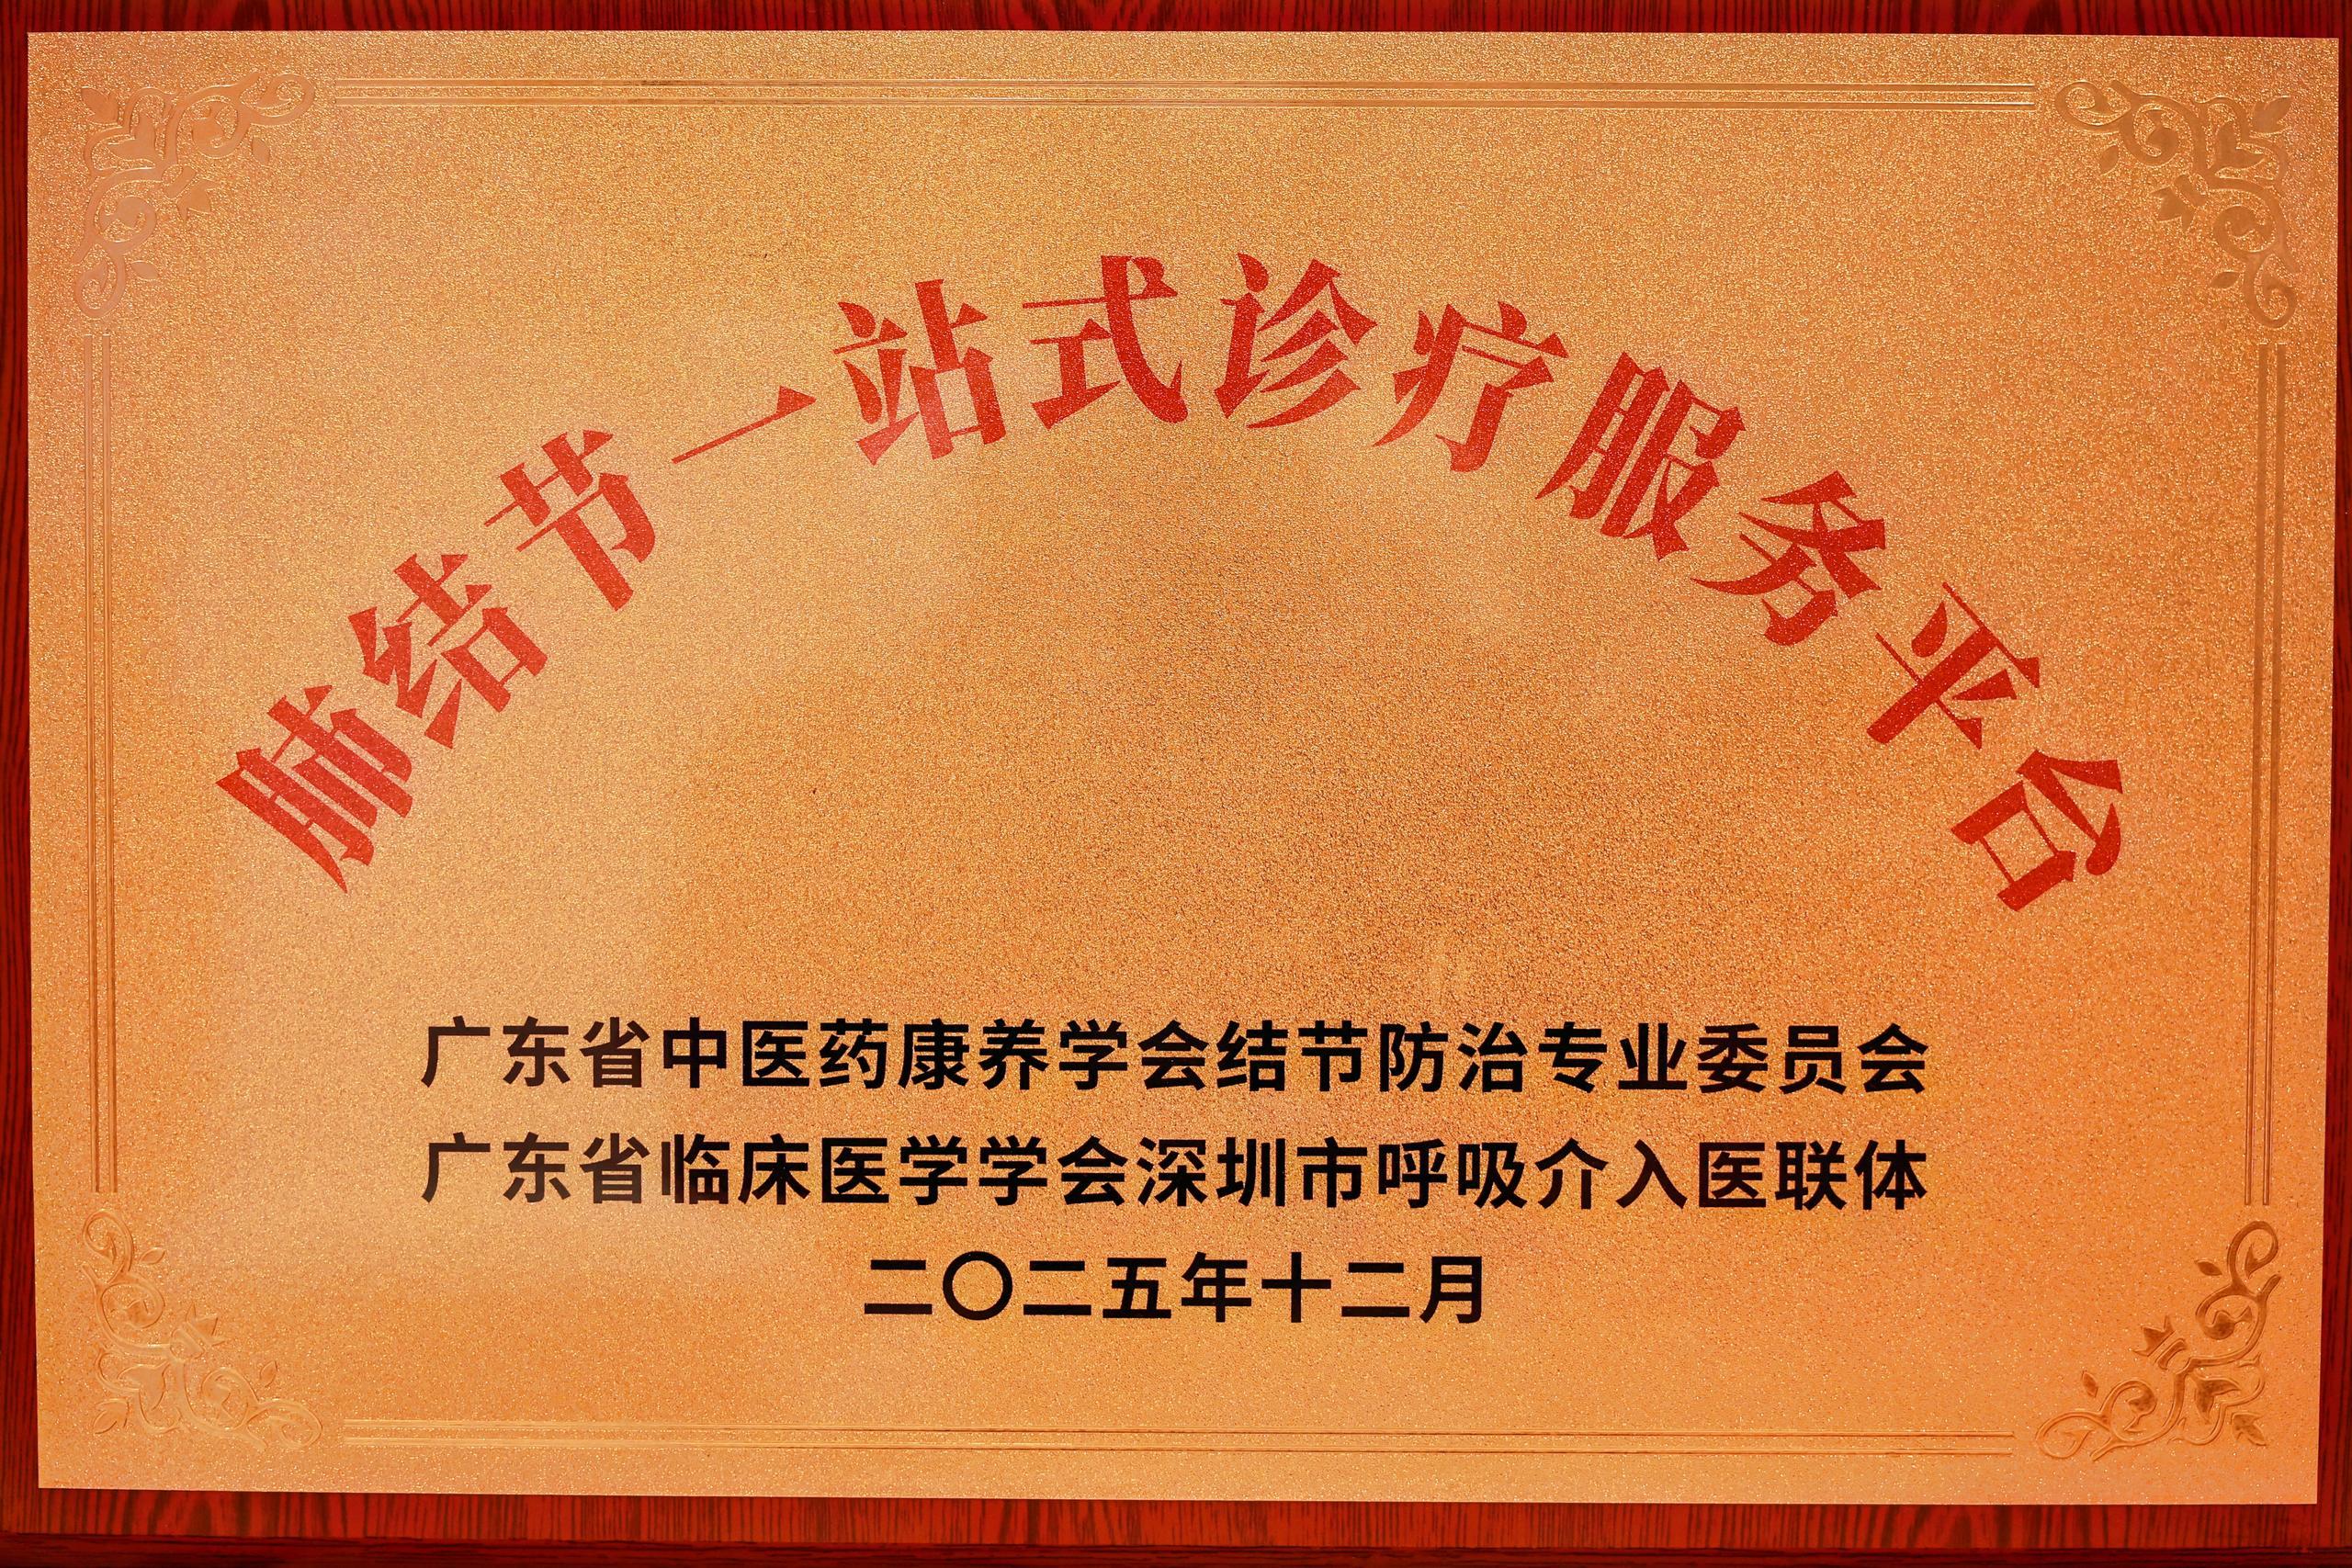 肺结节一站式诊疗服务平台
广东省中医药康养学会结节防治专业委员会
广东省临床医学学会深圳市呼吸介入医联体
二〇二五年十二月